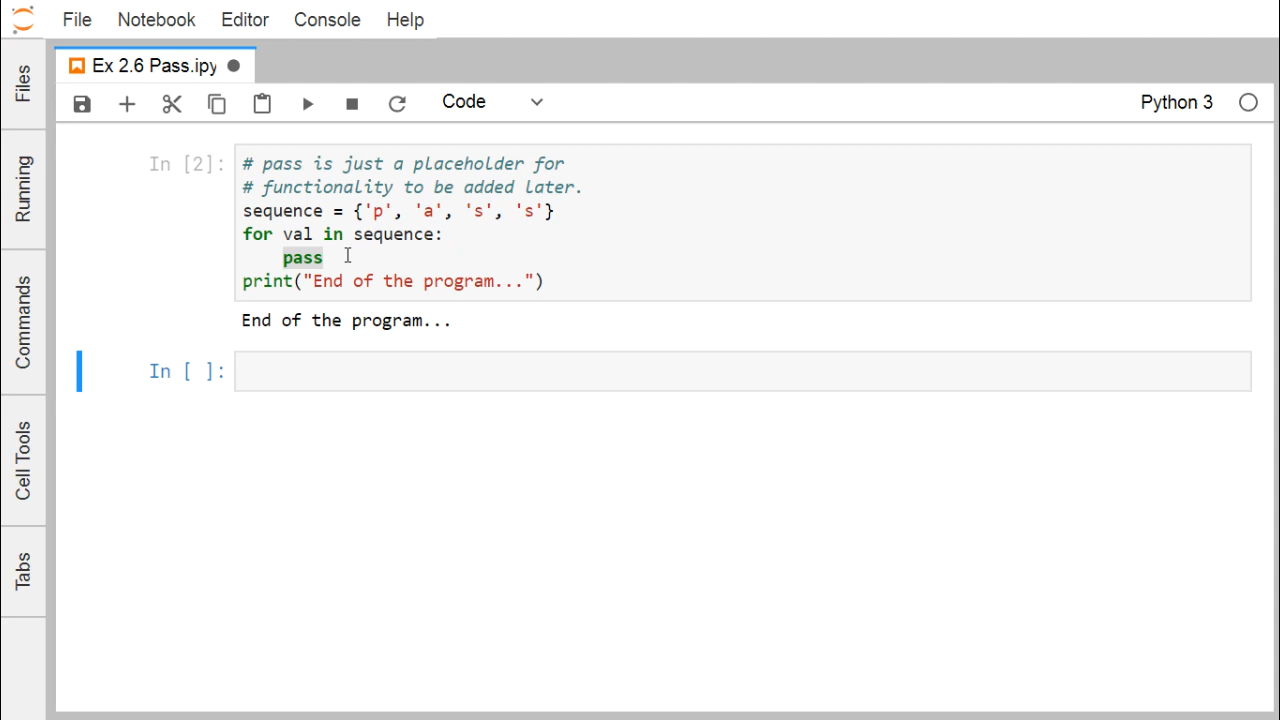 File Notebook Editor Console Help
Ex 2.6 Pass.ipy
Code
Python 3
Files
Running
Commands
Cell Tools
Tabs
In [2]:
# pass is just a placeholder for
# functionality to be added later.
sequence = {'p', 'a', 's', 's'}
for val in sequence:
    pass
print("End of the program...")
End of the program...
In [ ]: